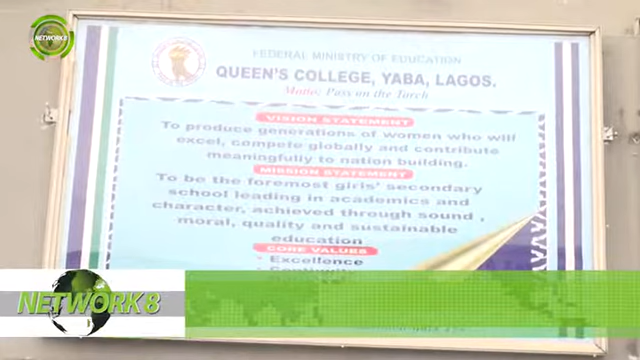 NETWORK8
FEDERAL MINISTRY OF EDUCATION
QUEEN'S COLLEGE, YABA, LAGOS.
Motto: Pass on the Torch
VISION STATEMENT
To produce generations of women who will
excel, compete globally and contribute
meaningfully to nation building.
MISSION STATEMENT
To be the foremost girls' secondary
school leading in academics and
character, achieved through sound
moral, quality and sustainable
education
CORE VALUES
Excellence
NETWORK 8